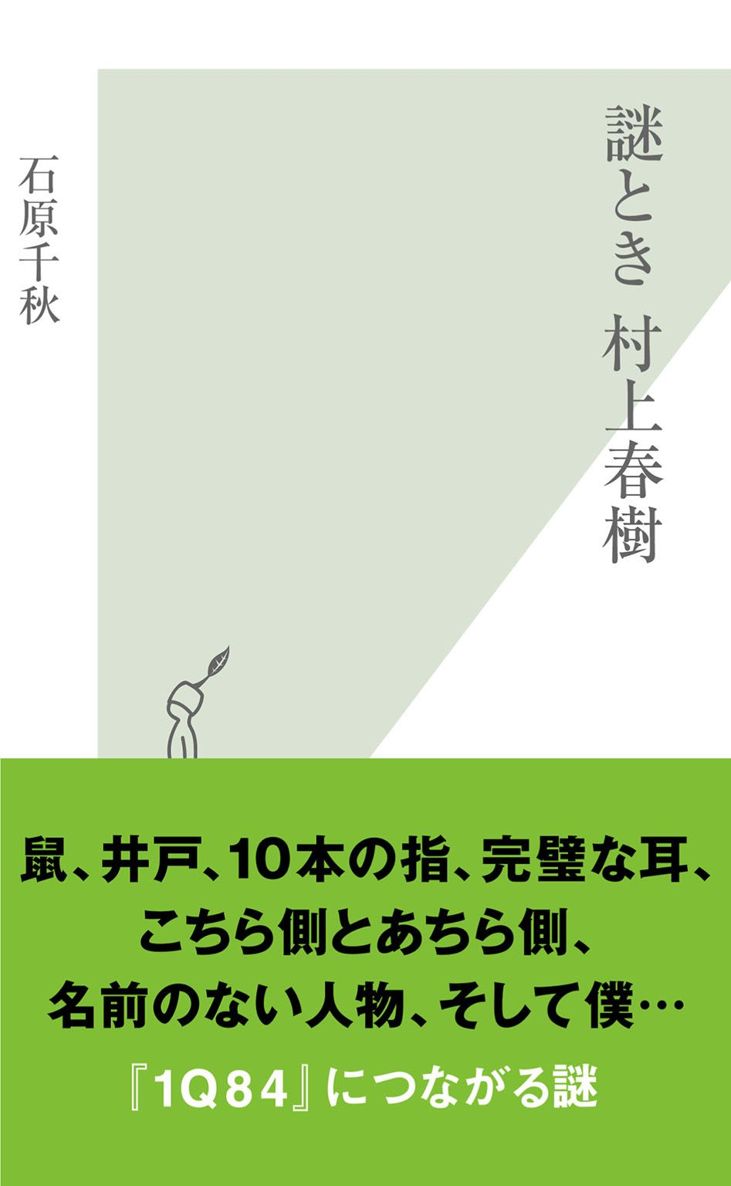 謎とき 村上春樹
石原千秋
鼠、井戸、10本の指、完璧な耳、
こちら側とあちら側、
名前のない人物、そして僕…
『1Q84』につながる謎